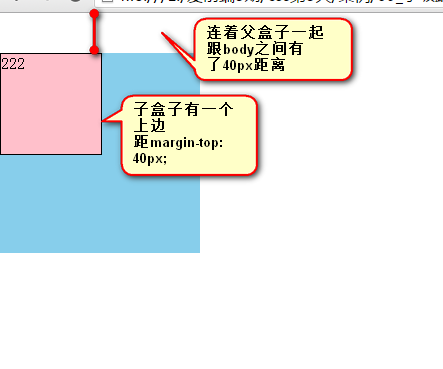 连着父盒子一起
跟body之间有
了40px距离
222
子盒子有一个
上边
距margin-top:
40px;